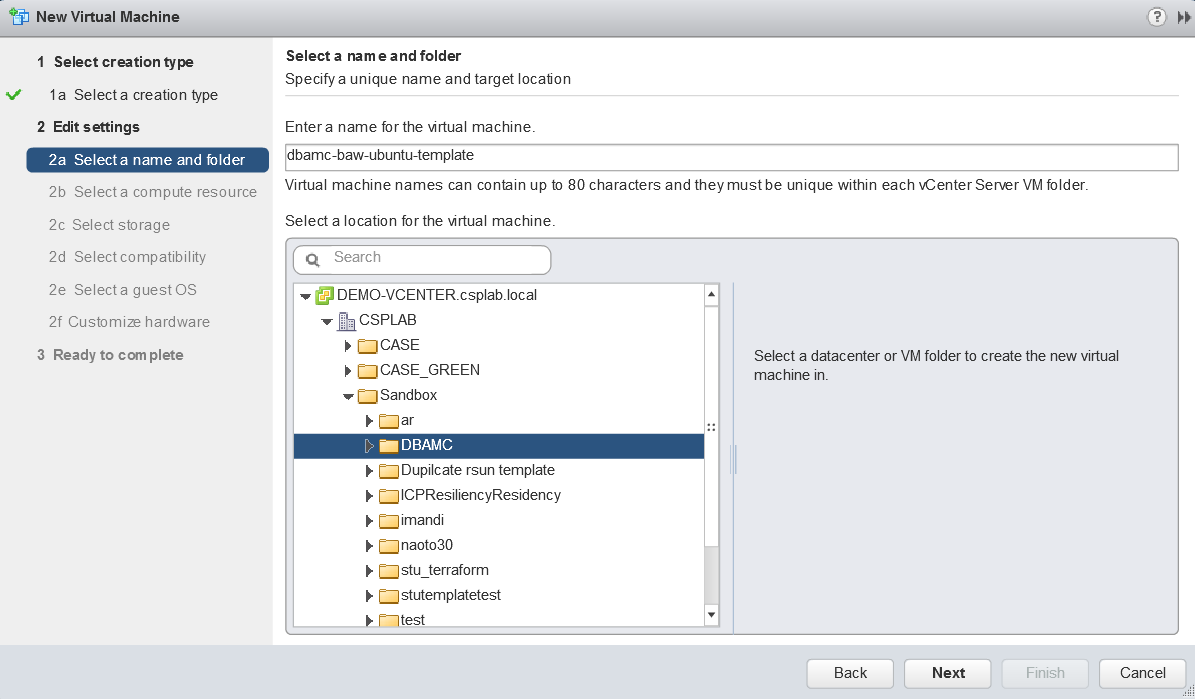 New Virtual Machine
?
1 Select creation type
1a Select a creation type
2 Edit settings
2a Select a name and folder
2b Select a compute resource
2c Select storage
2d Select compatibility
2e Select a guest OS
2f Customize hardware
3 Ready to complete
Select a name and folder
Specify a unique name and target location
Enter a name for the virtual machine.
dbamc-baw-ubuntu-template
Virtual machine names can contain up to 80 characters and they must be unique within each vCenter Server VM folder.
Select a location for the virtual machine.
Search
DEMO-VCENTER.csplab.local
CSPLAB
CASE
CASE_GREEN
Sandbox
ar
DBAMC
Dupilcate rsun template
ICPResiliencyResidency
imandi
naoto30
stu_terraform
stutemplatetest
test
Select a datacenter or VM folder to create the new virtual
machine in.
Back
Next
Finish
Cancel